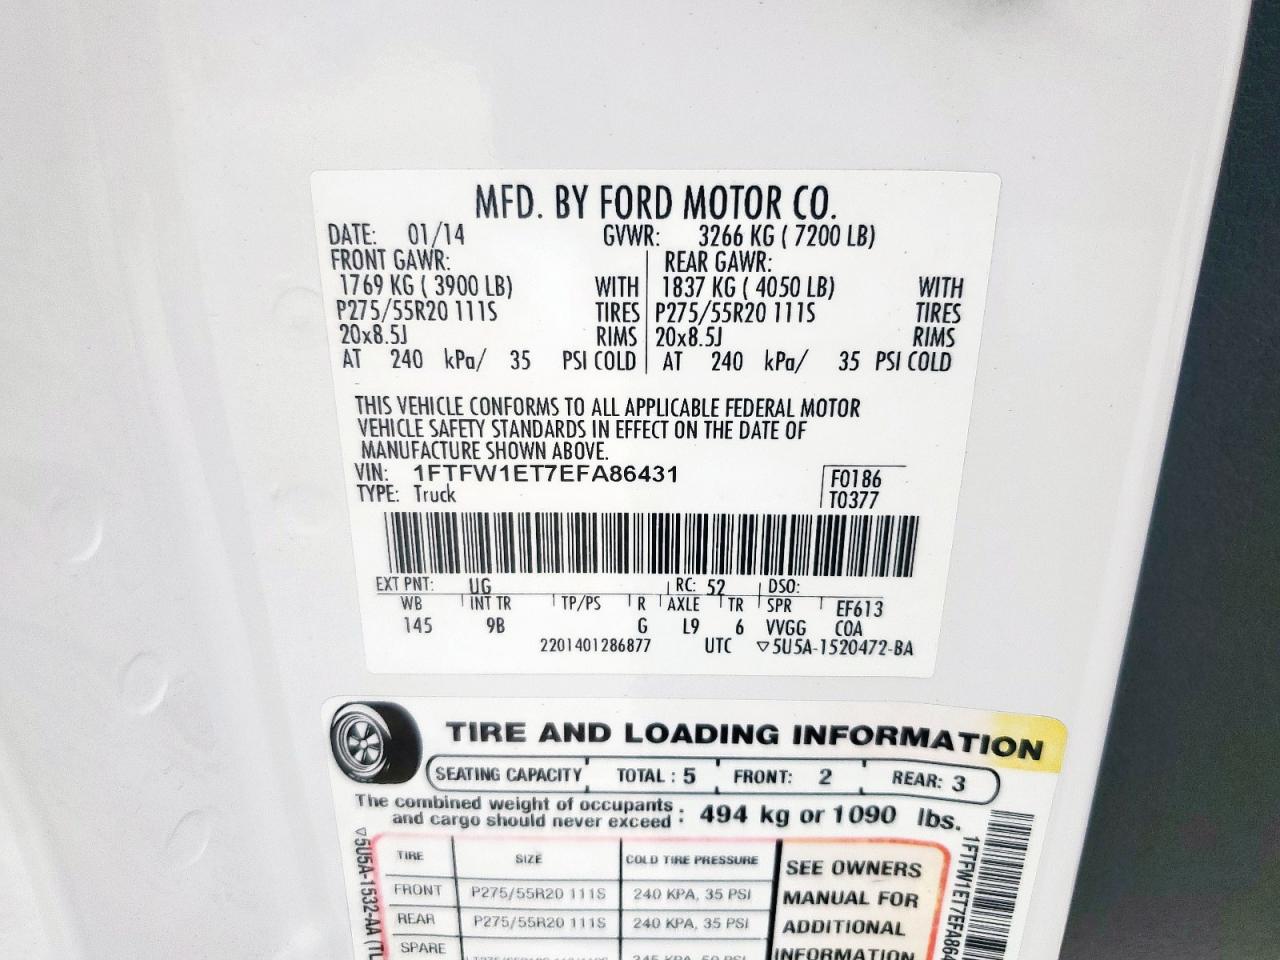 MFD. BY FORD MOTOR CO.
DATE: 01/14 GVWR: 3266 KG ( 7200 LB)
FRONT GAWR: REAR GAWR:
1769 KG ( 3900 LB) WITH 1837 KG ( 4050 LB) WITH
P275/55R20 111S TIRES P275/55R20 111S TIRES
20x8.5J RIMS 20x8.5J RIMS
AT 240 kPa/ 35 PSI COLD AT 240 kPa/ 35 PSI COLD
THIS VEHICLE CONFORMS TO ALL APPLICABLE FEDERAL MOTOR
VEHICLE SAFETY STANDARDS IN EFFECT ON THE DATE OF
MANUFACTURE SHOWN ABOVE.
VIN: 1FTFW1ET7EFA86431 F0186
TYPE: Truck T0377
EXT PNT: UG RC: 52 DSO:
WB INT TR TP/PS R AXLE TR SPR EF613
145 9B G L9 6 VVGG COA
2201401286877 UTC ▽5U5A-1520472-BA
TIRE AND LOADING INFORMATION
SEATING CAPACITY TOTAL : 5 FRONT: 2 REAR: 3
The combined weight of occupants
and cargo should never exceed : 494 kg or 1090 lbs.
TIRE SIZE COLD TIRE PRESSURE SEE OWNERS
FRONT P275/55R20 111S 240 KPA, 35 PSI MANUAL FOR
REAR P275/55R20 111S 240 KPA, 35 PSI ADDITIONAL
SPARE INFORMATION
▽5U5A-1532-AA
1FTFW1ET7EFA864